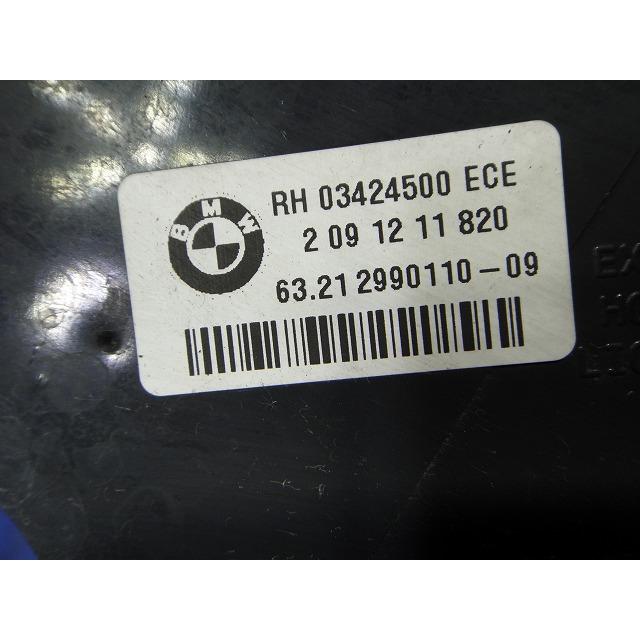 BMW
RH 03424500 ECE
2 09 12 11 820
63.21 2990110-09